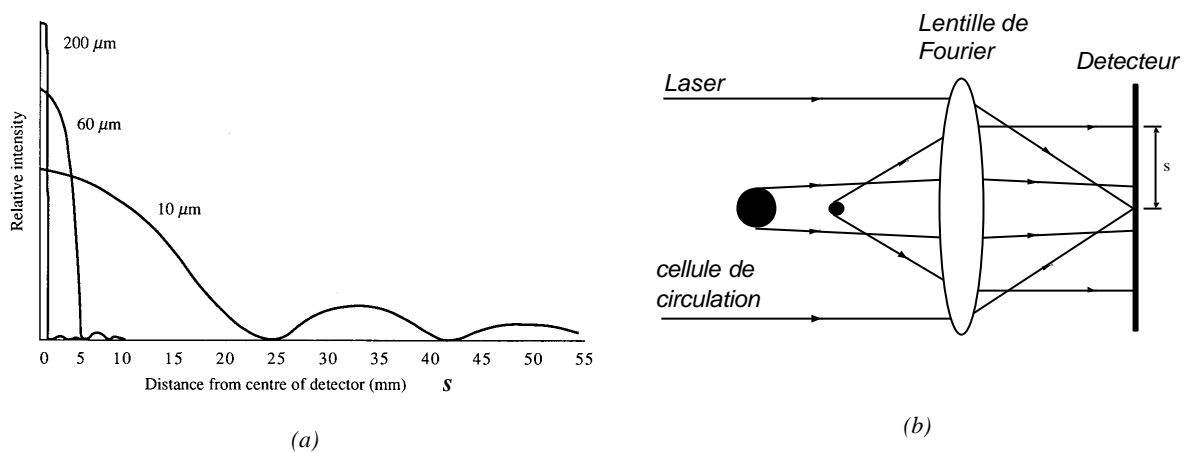 200 μm
60 μm
10 μm
Relative intensity
0 5 10 15 20 25 30 35 40 45 50 55
Distance from centre of detector (mm) s
(a)
Lentille de
Fourier
Detecteur
Laser
s
cellule de
circulation
(b)